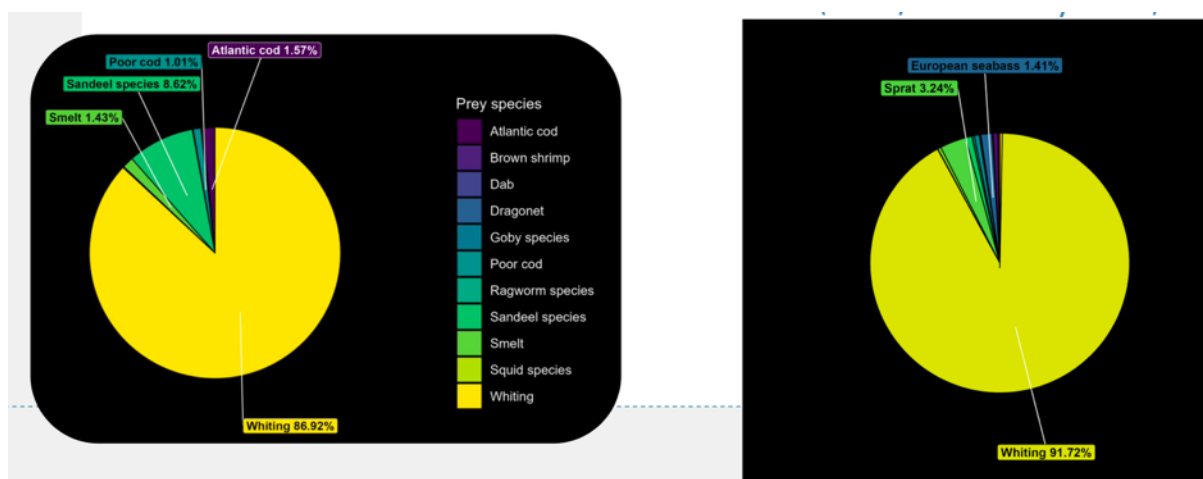 Atlantic cod 1.57%
Poor cod 1.01%
Sandeel species 8.62%
Smelt 1.43%
Whiting 86.92%
Prey species
Atlantic cod
Brown shrimp
Dab
Dragonet
Goby species
Poor cod
Ragworm species
Sandeel species
Smelt
Squid species
Whiting
European seabass 1.41%
Sprat 3.24%
Whiting 91.72%